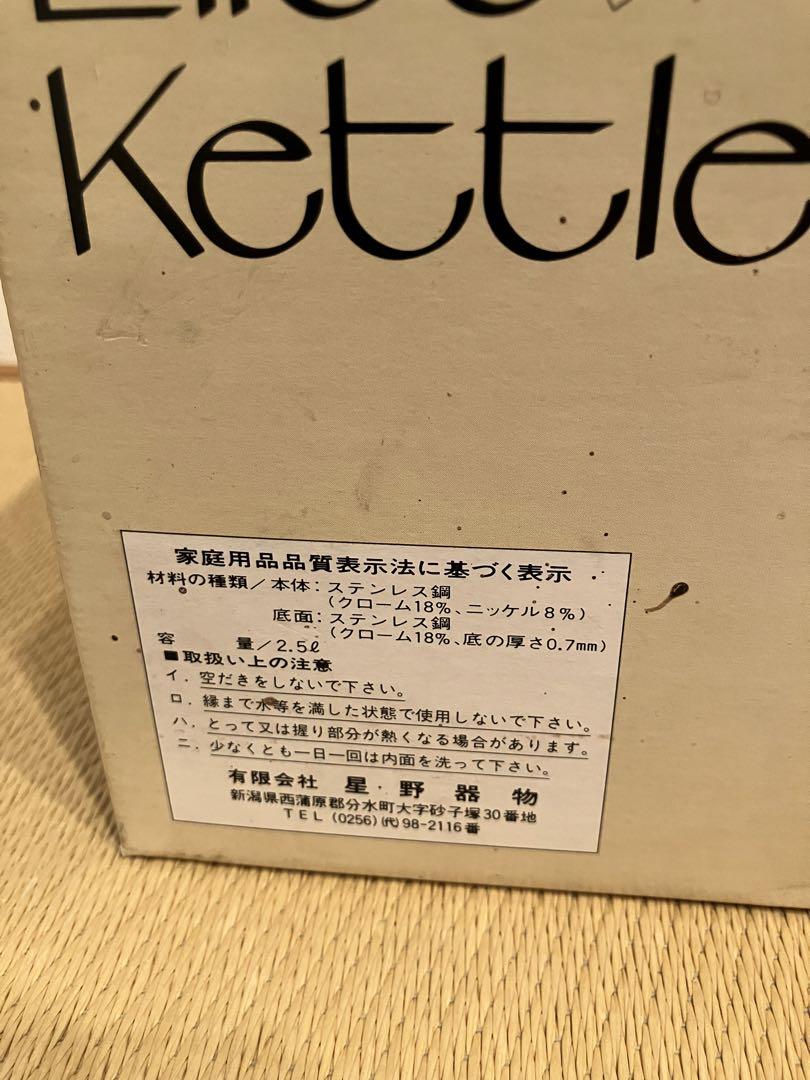 Kettle
家庭用品品質表示法に基づく表示
材料の種類/本体:ステンレス鋼
(クローム18%、ニッケル8%)
底面:ステンレス鋼
(クローム18%、底の厚さ0.7mm)
容 量/2.5ℓ
■取扱い上の注意
イ.空だきをしないで下さい。
ロ.縁まで水等を満した状態で使用しないで下さい。
ハ.とって又は握り部分が熱くなる場合があります。
ニ.少なくとも一日一回は内面を洗って下さい。
有限会社 星野器物
新潟県西蒲原郡分水町大字砂子塚30番地
TEL (0256)(代)98-2116番